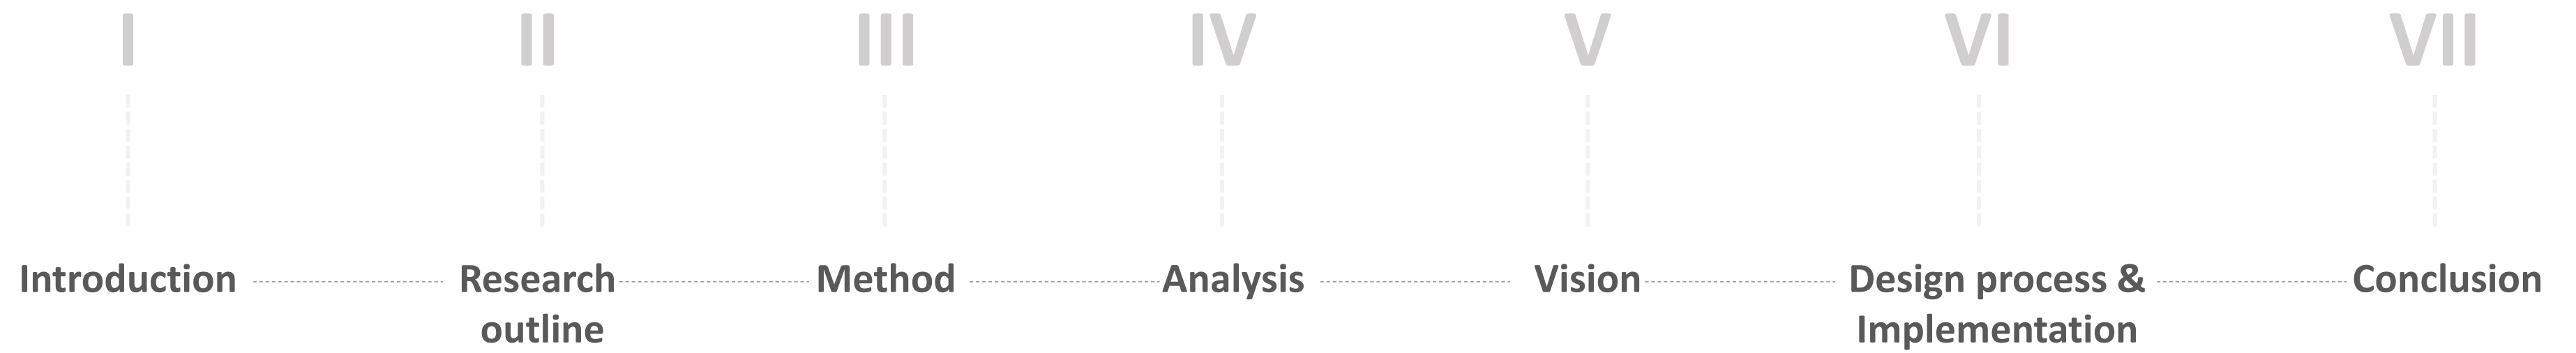 I II III IV V VI VII
Introduction Research Method Analysis Vision Design process & Conclusion
outline Implementation